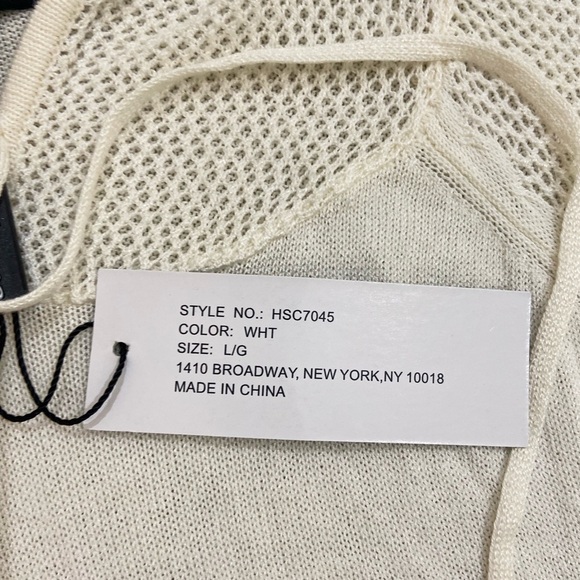 STYLE NO.: HSC7045
COLOR: WHT
SIZE: L/G
1410 BROADWAY, NEW YORK,NY 10018
MADE IN CHINA